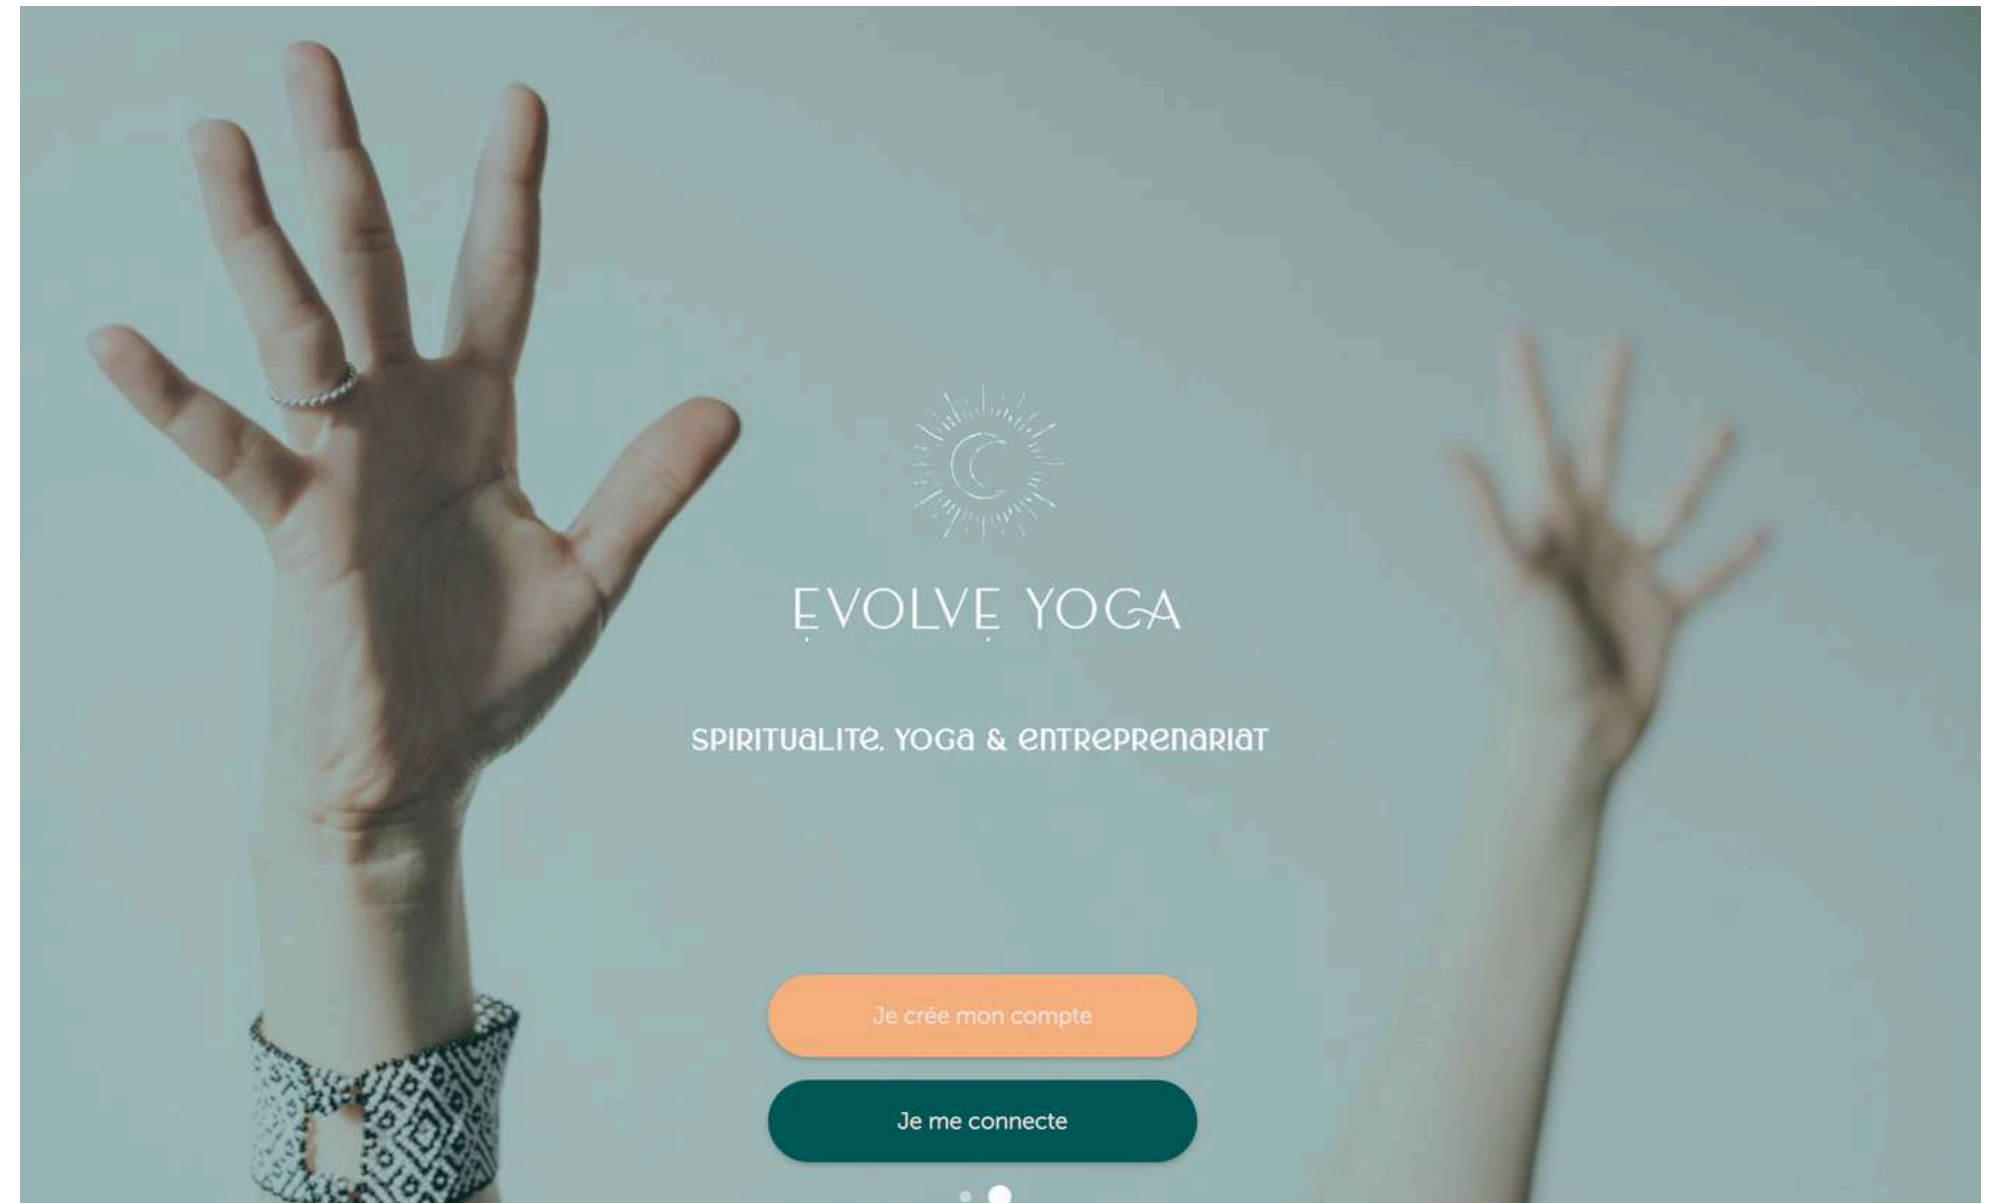 EVOLVE YOGA
SPIRITUALITÉ, YOGA & ENTREPRENARIAT
Je crée mon compte
Je me connecte